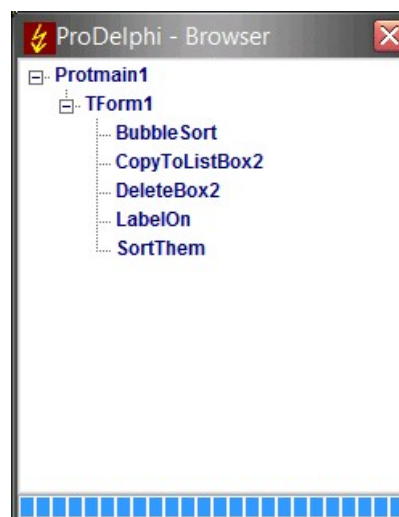 ProDelphi - Browser
Protmain1
TForm1
BubbleSort
CopyToListBox2
DeleteBox2
LabelOn
SortThem